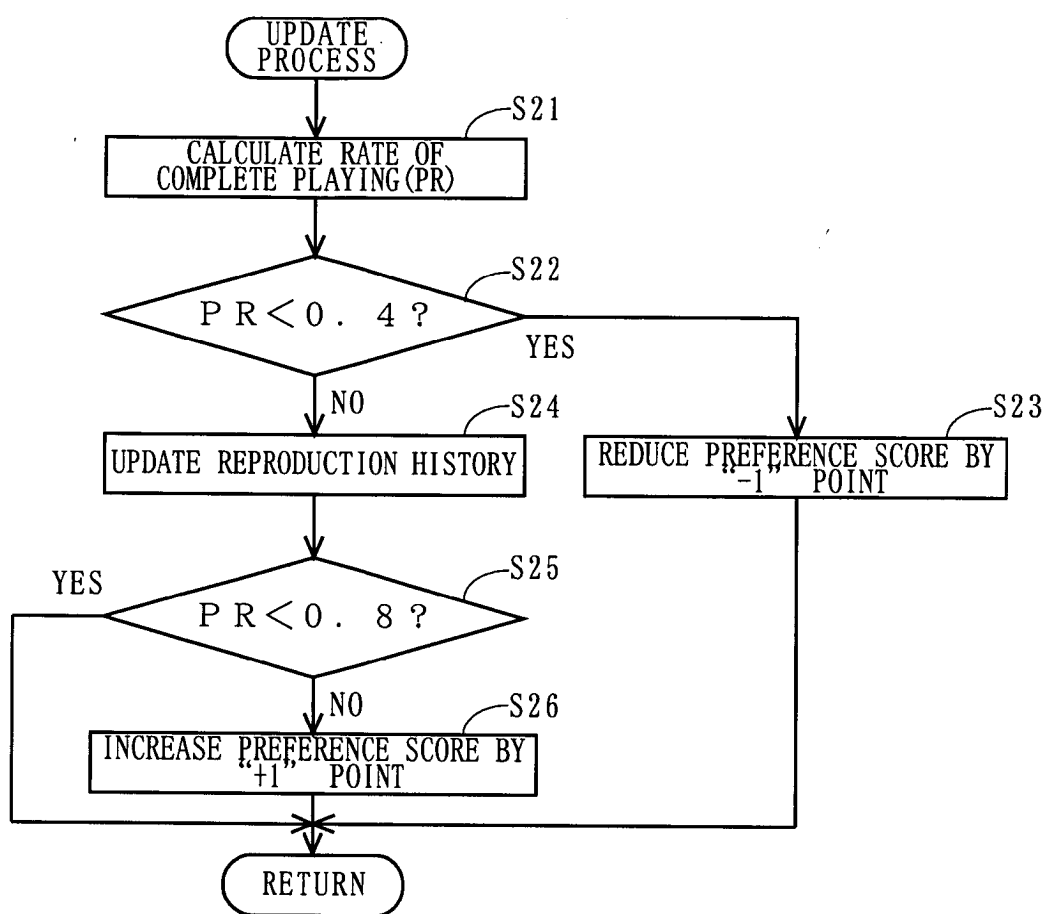 UPDATE
PROCESS
S21
CALCULATE RATE OF
COMPLETE PLAYING(PR)
S22
PR<0.4?
YES
NO
S24
UPDATE REPRODUCTION HISTORY
S23
REDUCE PREFERENCE SCORE BY
“-1” POINT
YES
S25
PR<0.8?
NO
S26
INCREASE PREFERENCE SCORE BY
“+1” POINT
RETURN